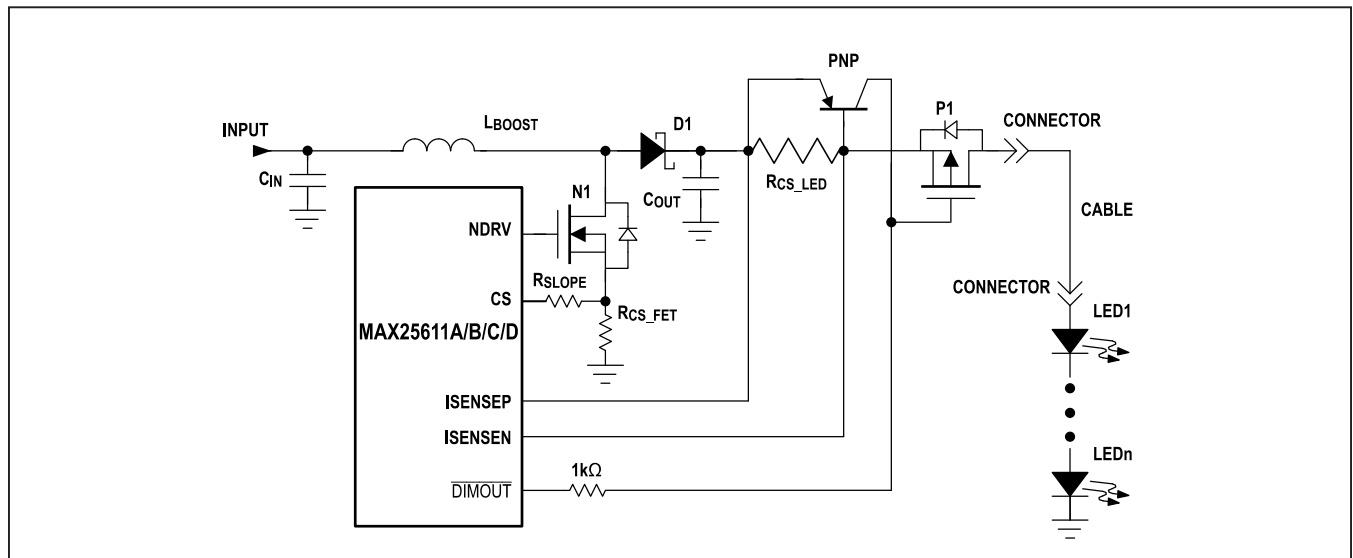 PNP
P1
CONNECTOR
INPUT
LBOOST
D1
CIN
RCS_LED
COUT
N1
CABLE
NDRV
RSLOPE
CONNECTOR
CS
RCS_FET
LED1
MAX25611A/B/C/D
ISENSEP
ISENSEN
LEDn
1kΩ
DIMOUT